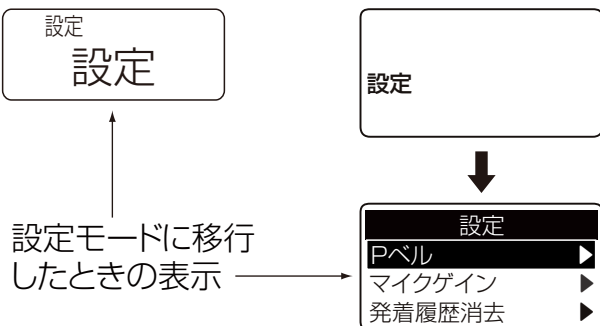 設定
設定
設定
設定モードに移行
したときの表示
設定
Pベル
マイクゲイン
発着履歴消去